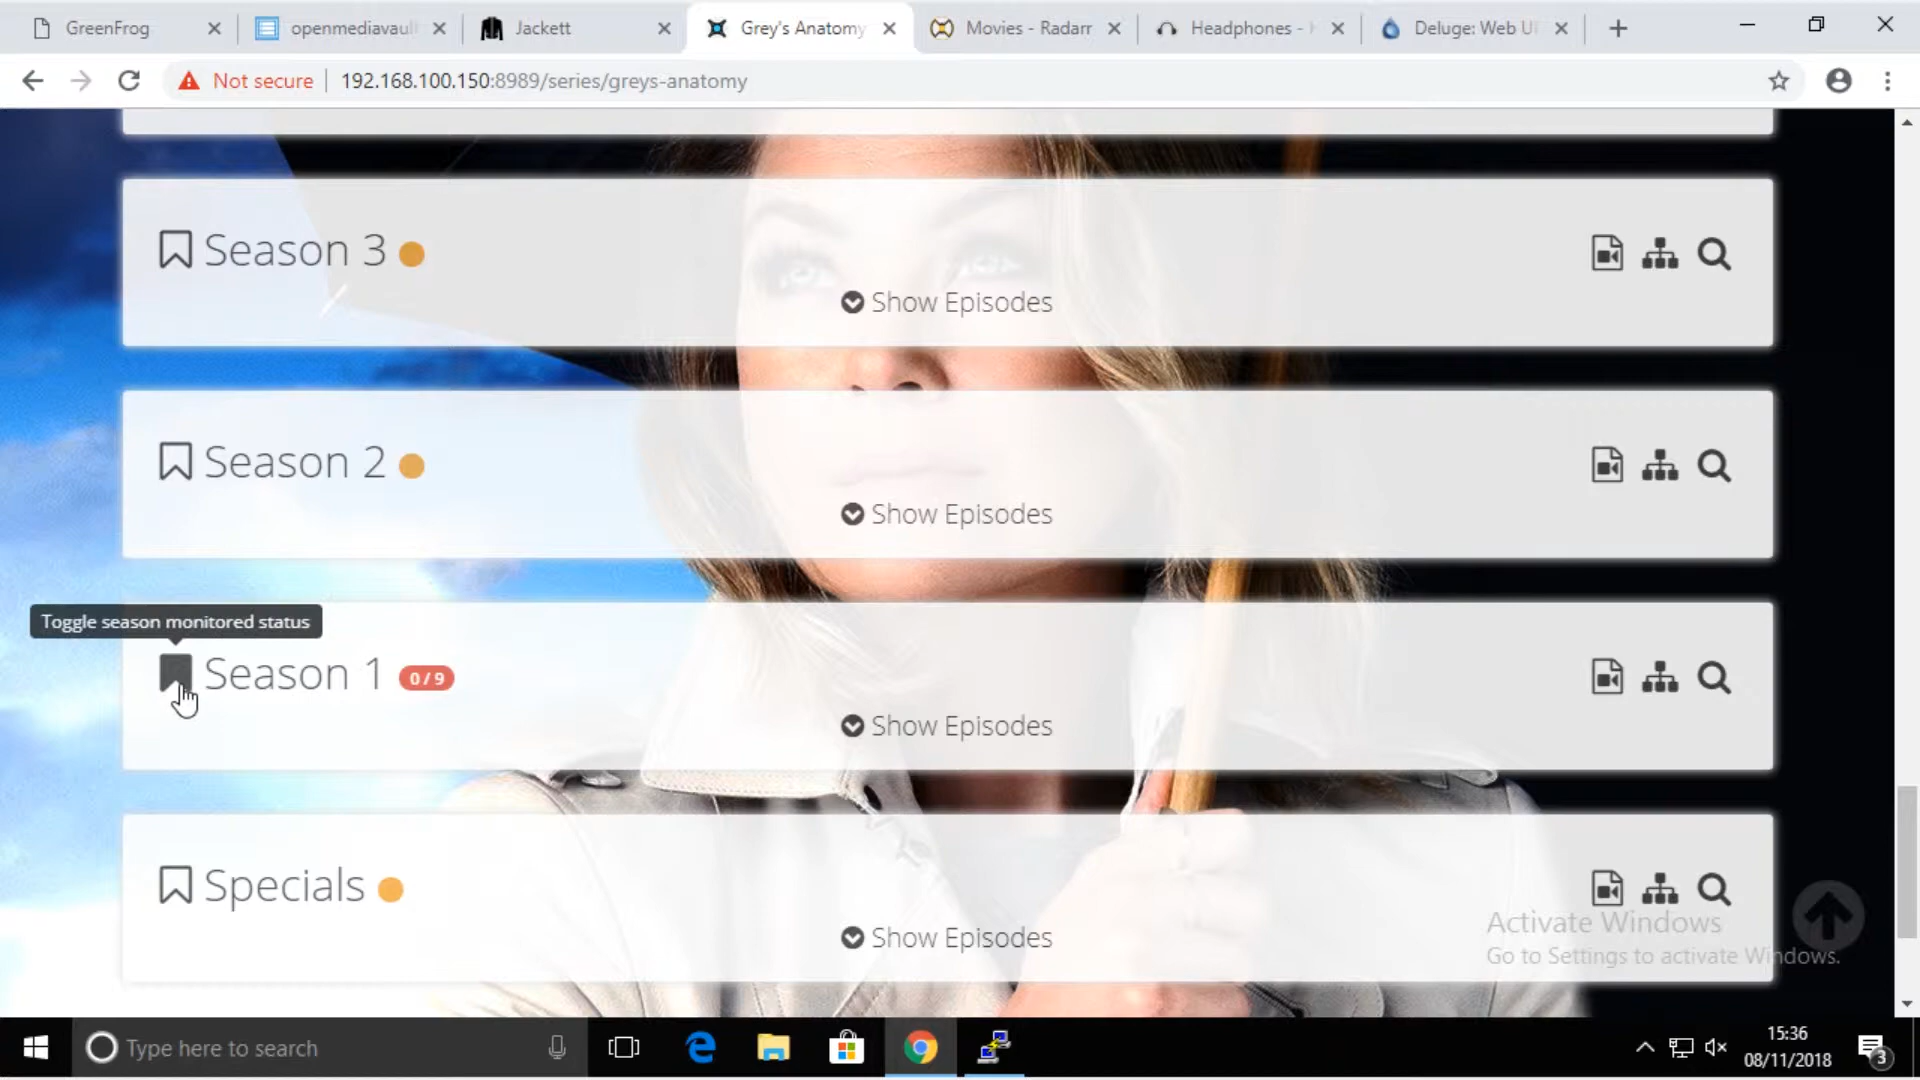 GreenFrog
openmediavault
Jackett
Grey's Anatomy
Movies - Radarr
Headphones -
Deluge: Web UI
Not secure
192.168.100.150:8989/series/greys-anatomy
Season 3
Show Episodes
Season 2
Show Episodes
Toggle season monitored status
Season 1 0/9
Show Episodes
Specials
Show Episodes
Activate Windows
Go to Settings to activate Windows.
Type here to search
15:36
08/11/2018
3